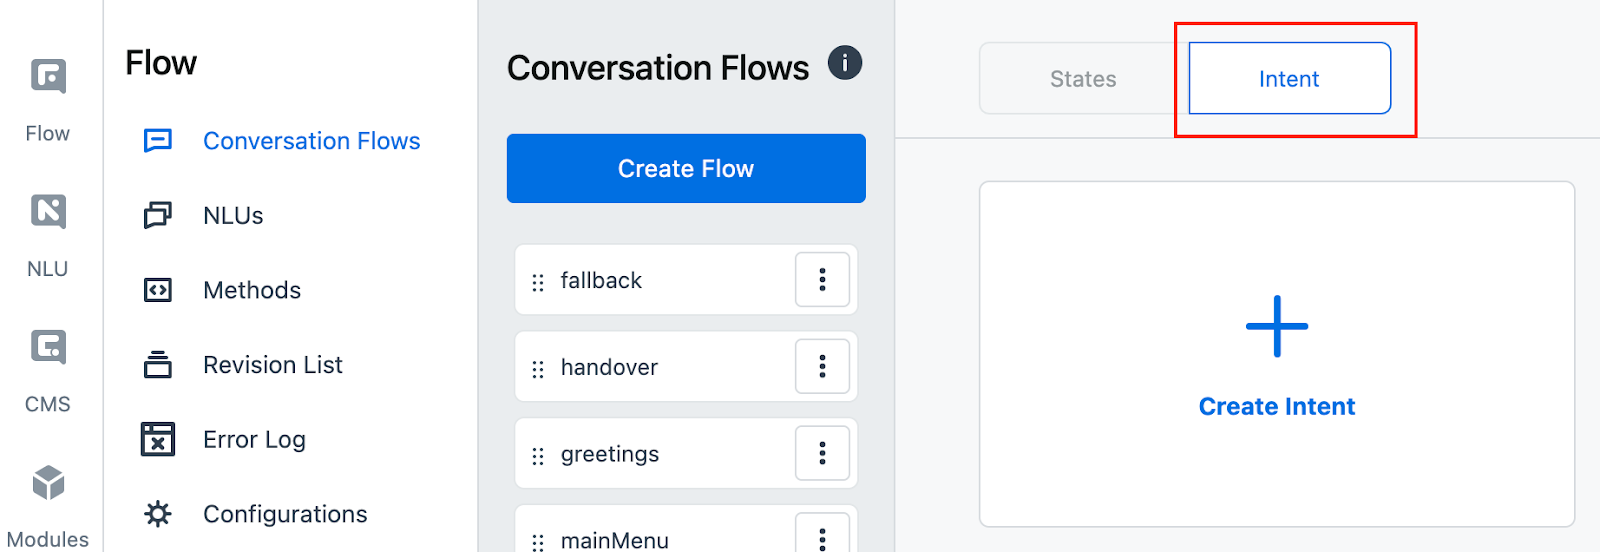 Flow
NLU
CMS
Modules
Flow
Conversation Flows
NLUs
Methods
Revision List
Error Log
Configurations
Conversation Flows
Create Flow
fallback
handover
greetings
mainMenu
States
Intent
Create Intent